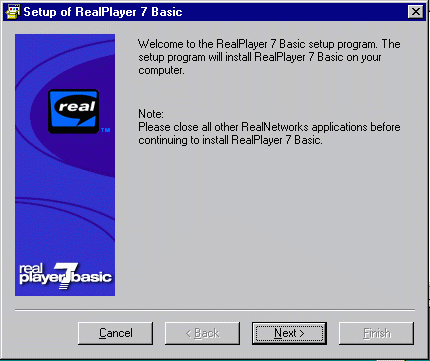 Setup of RealPlayer 7 Basic
Welcome to the RealPlayer 7 Basic setup program. The
setup program will install RealPlayer 7 Basic on your
computer.
Note:
Please close all other RealNetworks applications before
continuing to install RealPlayer 7 Basic.
real
TM
real
player 7 basic
Cancel
< Back
Next >
Finish